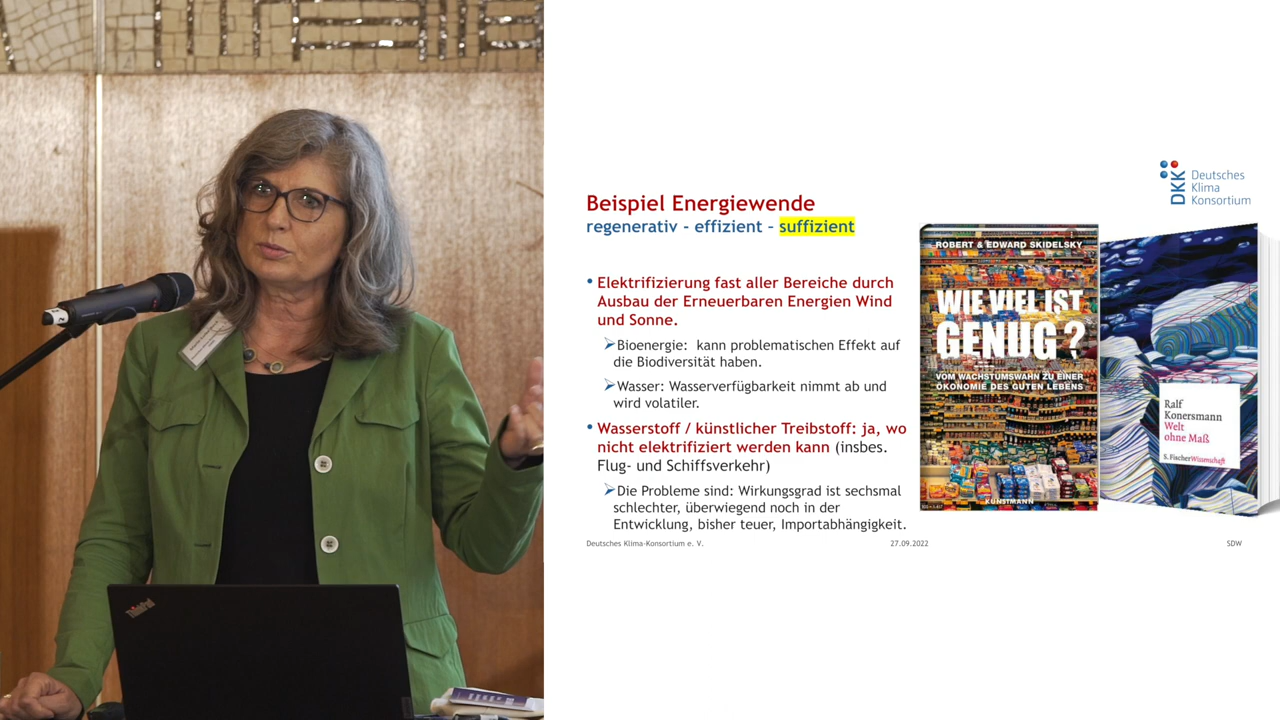 ThinkPad
DKK
Deutsches
Klima
Konsortium
Beispiel Energiewende
regenerativ - effizient - suffizient
• Elektrifizierung fast aller Bereiche durch
Ausbau der Erneuerbaren Energien Wind
und Sonne.
➢Bioenergie: kann problematischen Effekt auf
die Biodiversität haben.
➢Wasser: Wasserverfügbarkeit nimmt ab und
wird volatiler.
• Wasserstoff / künstlicher Treibstoff: ja, wo
nicht elektrifiziert werden kann (insbes.
Flug- und Schiffsverkehr)
➢Die Probleme sind: Wirkungsgrad ist sechsmal
schlechter, überwiegend noch in der
Entwicklung, bisher teuer, Importabhängigkeit.
ROBERT & EDWARD SKIDELSKY
WIE VIEL IST
GENUG?
VOM WACHSTUMSWAHN ZU EINER
ÖKONOMIE DES GUTEN LEBENS
KUNSTMANN
Ralf
Konersmann
Welt
ohne Maß
S. FischerWissenschaft
Deutsches Klima-Konsortium e. V.
27.09.2022
SDW